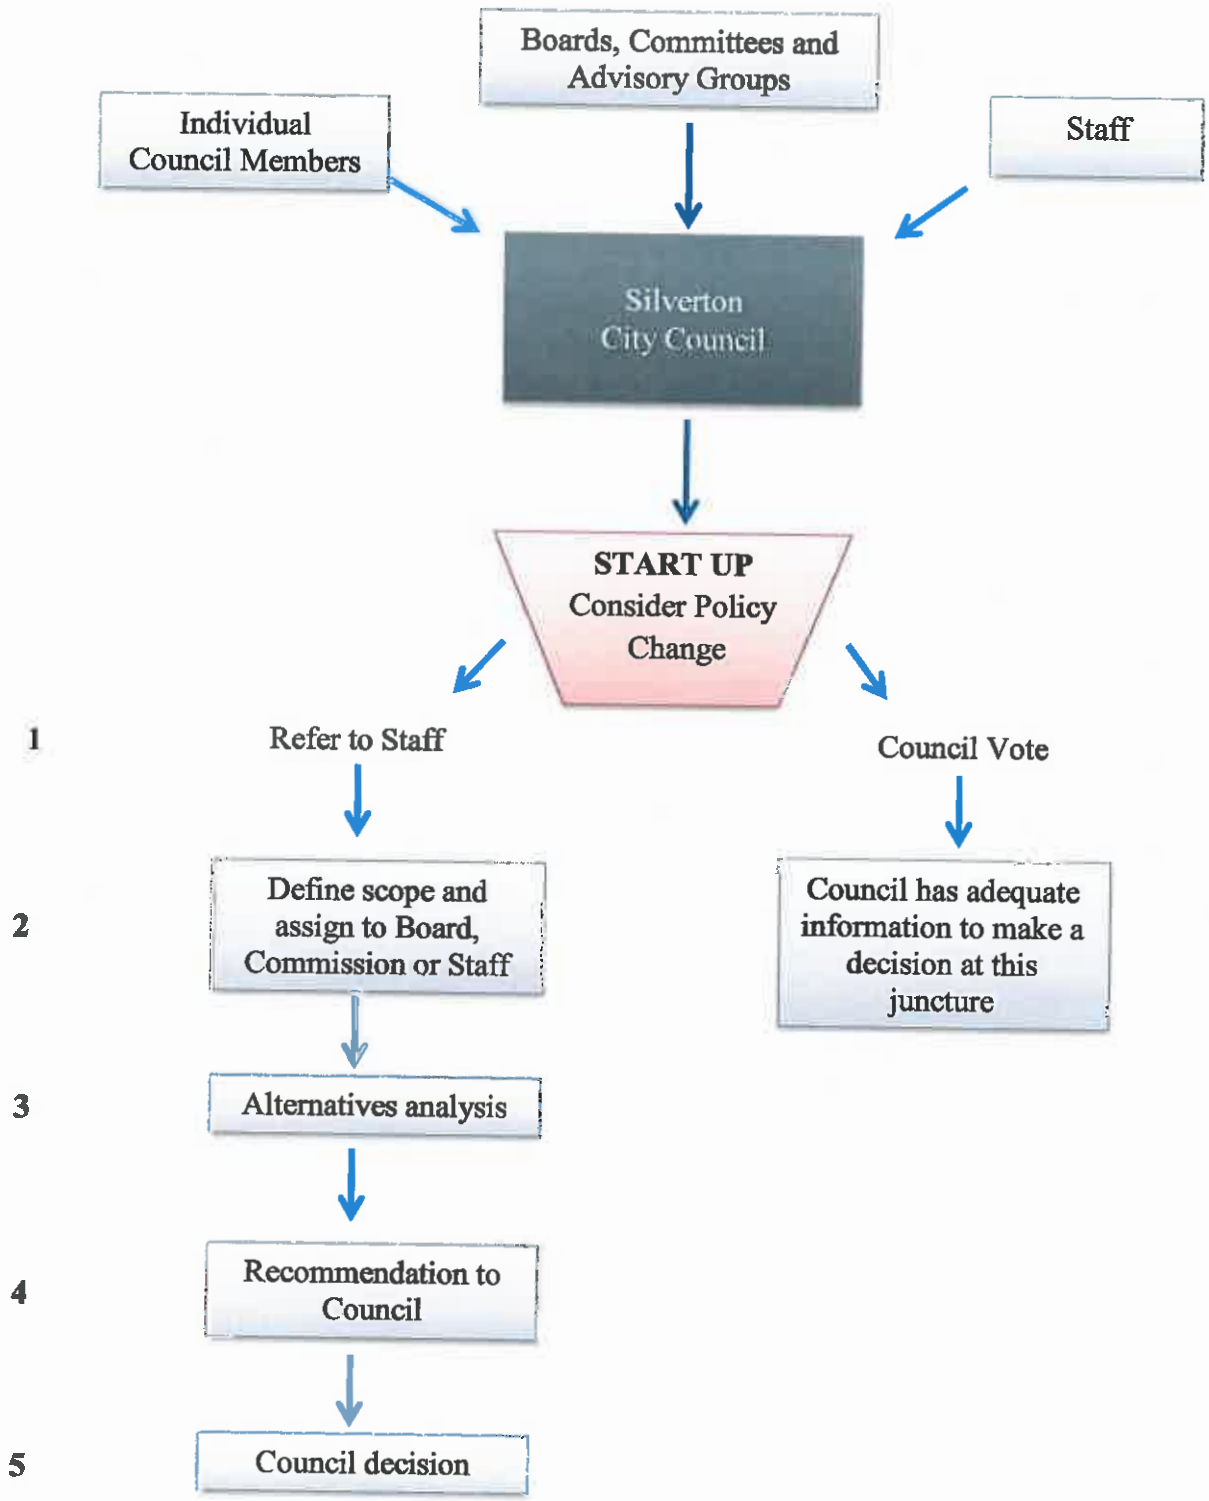 Boards, Committees and
Advisory Groups
Individual
Council Members
Staff
Silverton
City Council
START UP
Consider Policy
Change
1
Refer to Staff
Council Vote
2
Define scope and
assign to Board,
Commission or Staff
Council has adequate
information to make a
decision at this
juncture
3
Alternatives analysis
4
Recommendation to
Council
5
Council decision